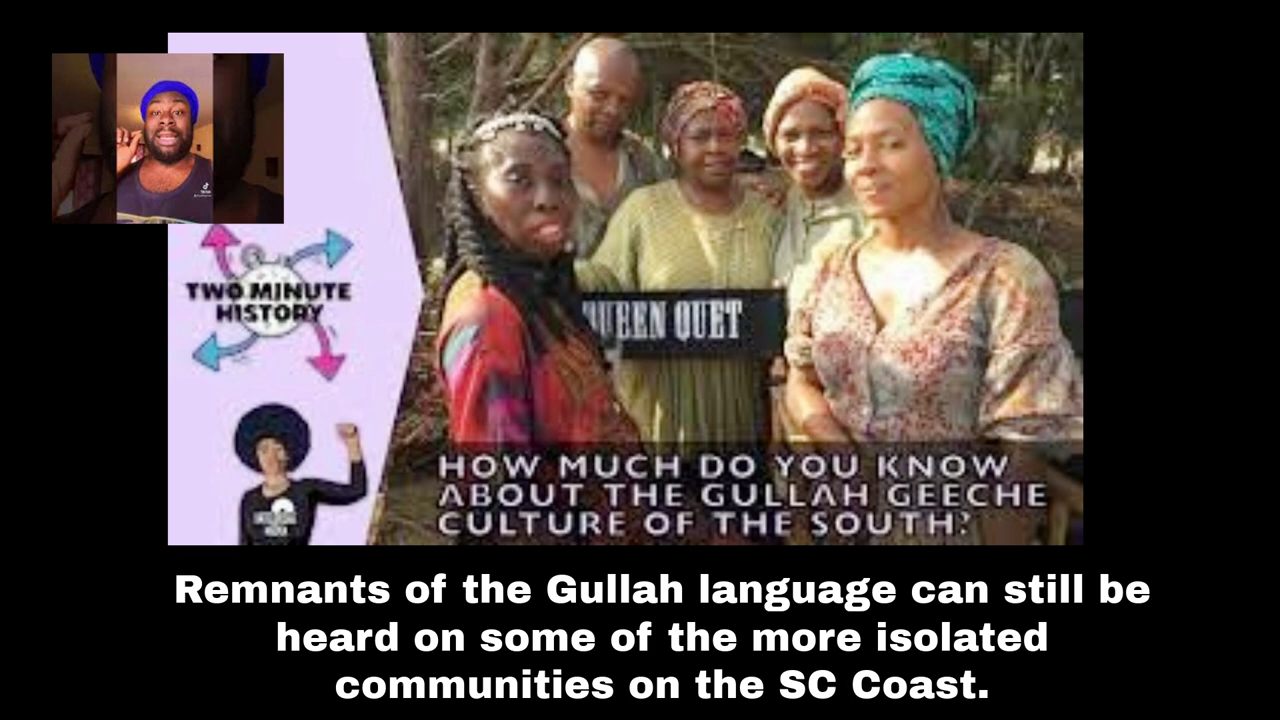 TWO MINUTE
HISTORY
UEEN QUET
HOW MUCH DO YOU KNOW
ABOUT THE GULLAH GEECHE
CULTURE OF THE SOUTH?
Remnants of the Gullah language can still be
heard on some of the more isolated
communities on the SC Coast.